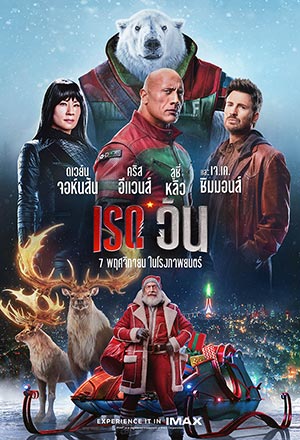 ดเวย์น จอห์นสัน
คริส อีแวนส์
ลูซี่ หลิว
และ เจ.เค. ซิมมอนส์
เรด วัน
7 พฤศจิกายน ในโรงภาพยนตร์
EXPERIENCE IT IN IMAX